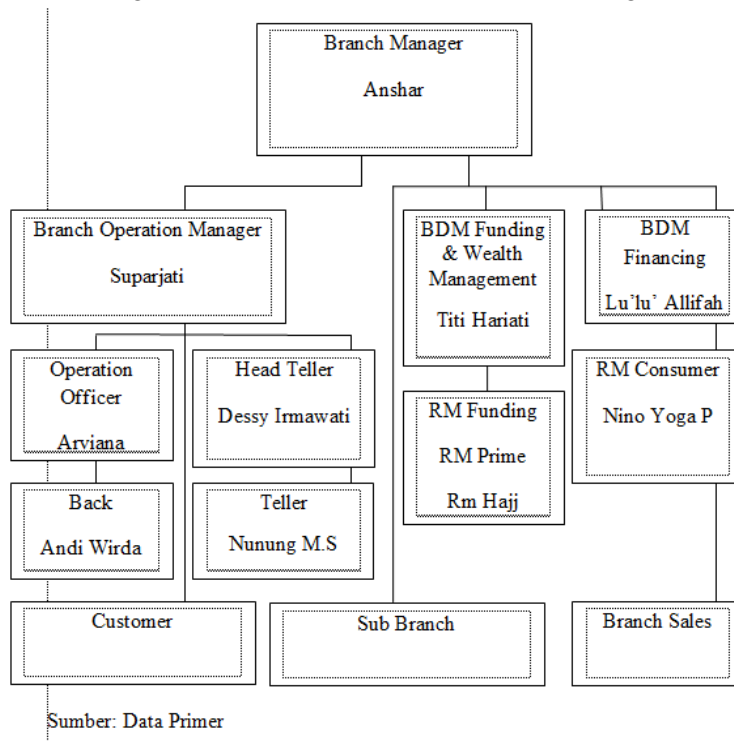 Branch Manager
Anshar
Branch Operation Manager
Suparjati
BDM Funding
& Wealth
Management
Titi Hariati
BDM
Financing
Lu'lu' Allifah
Operation
Officer
Arviana
Head Teller
Dessy Irmawati
RM Funding
RM Prime
Rm Hajj
RM Consumer
Nino Yoga P
Back
Andi Wirda
Teller
Nunung M.S
Customer
Sub Branch
Branch Sales
Sumber: Data Primer